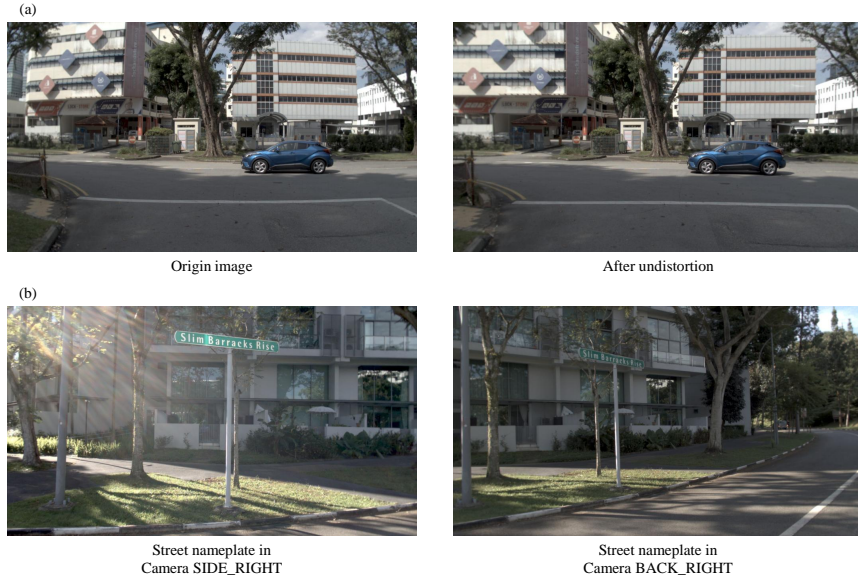 (a)
Origin image
After undistortion
(b)
Slim Barracks Rise
Slim Barracks Rise
Street nameplate in
Camera SIDE_RIGHT
Street nameplate in
Camera BACK_RIGHT